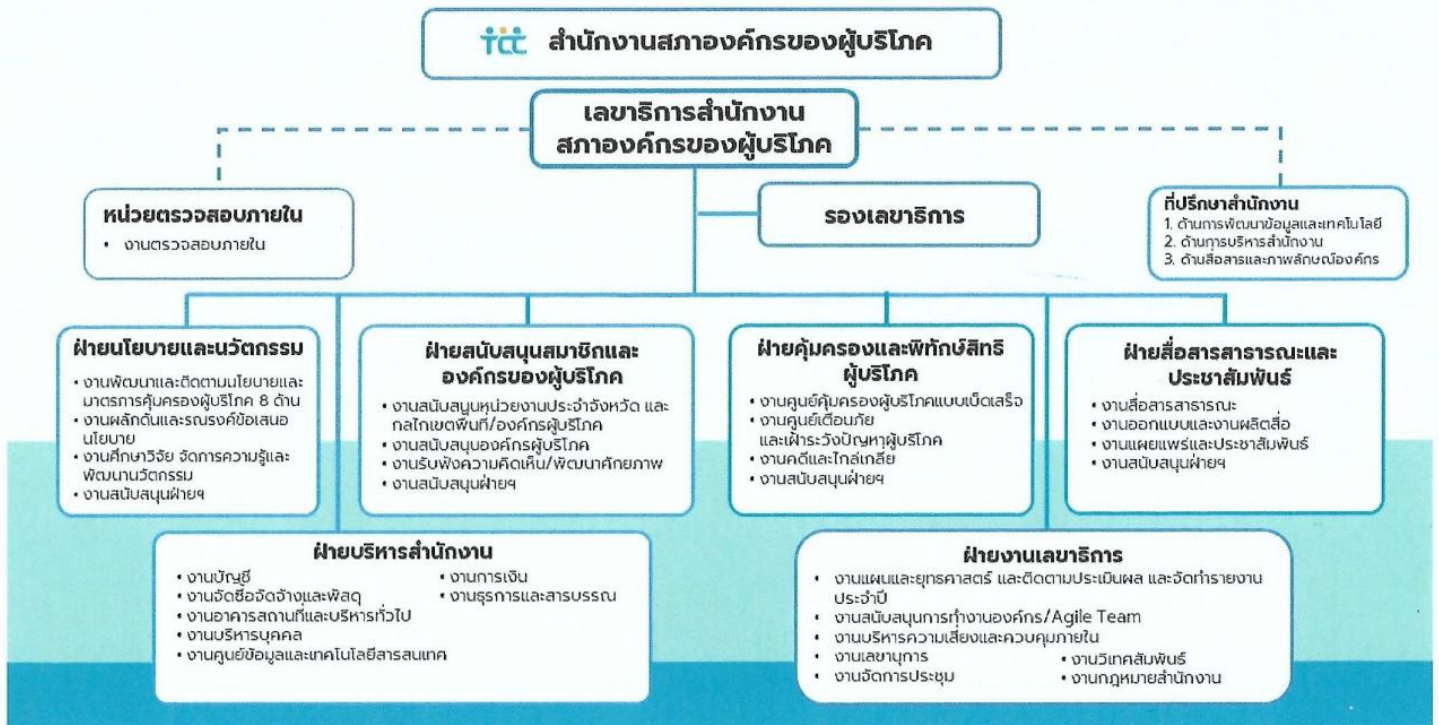 tcc สำนักงานสภาองค์กรของผู้บริโภค
เลขาธิการสำนักงาน
สภาองค์กรของผู้บริโภค
หน่วยตรวจสอบภายใน
• งานตรวจสอบภายใน
รองเลขาธิการ
ที่ปรึกษาสำนักงาน
1. ด้านการพัฒนาข้อมูลและเทคโนโลยี
2. ด้านการบริหารสำนักงาน
3. ด้านสื่อสารและภาพลักษณ์องค์กร
ฝ่ายนโยบายและนวัตกรรม
• งานพัฒนาและติดตามนโยบายและ
มาตรการคุ้มครองผู้บริโภค 8 ด้าน
• งานผลักดันและรณรงค์ข้อเสนอ
นโยบาย
• งานศึกษาวิจัย จัดการความรู้และ
พัฒนานวัตกรรม
• งานสนับสนุนฝ่ายฯ
ฝ่ายสนับสนุนสมาชิกและ
องค์กรของผู้บริโภค
• งานสนับสนุนหน่วยงานประจำจังหวัด และ
กลไกเขตพื้นที่/องค์กรผู้บริโภค
• งานสนับสนุนองค์กรผู้บริโภค
• งานรับฟังความคิดเห็น/พัฒนาศักยภาพ
• งานสนับสนุนฝ่ายฯ
ฝ่ายคุ้มครองและพิทักษ์สิทธิ
ผู้บริโภค
• งานศูนย์คุ้มครองผู้บริโภคแบบเบ็ดเสร็จ
• งานศูนย์เตือนภัย
และเฝ้าระวังปัญหาผู้บริโภค
• งานคดีและไกล่เกลี่ย
• งานสนับสนุนฝ่ายฯ
ฝ่ายสื่อสารสาธารณะและ
ประชาสัมพันธ์
• งานสื่อสารสาธารณะ
• งานออกแบบและงานผลิตสื่อ
• งานเผยแพร่และประชาสัมพันธ์
• งานสนับสนุนฝ่ายฯ
ฝ่ายบริหารสำนักงาน
• งานบัญชี
• งานจัดซื้อจัดจ้างและพัสดุ
• งานอาคารสถานที่และบริหารทั่วไป
• งานบริหารบุคคล
• งานศูนย์ข้อมูลและเทคโนโลยีสารสนเทศ
• งานการเงิน
• งานธุรการและสารบรรณ
ฝ่ายงานเลขาธิการ
• งานแผนและยุทธศาสตร์ และติดตามประเมินผล และจัดทำรายงาน
ประจำปี
• งานสนับสนุนการทำงานองค์กร/Agile Team
• งานบริหารความเสี่ยงและควบคุมภายใน
• งานเลขานุการ
• งานจัดการประชุม
• งานวิเทศสัมพันธ์
• งานกฎหมายสำนักงาน